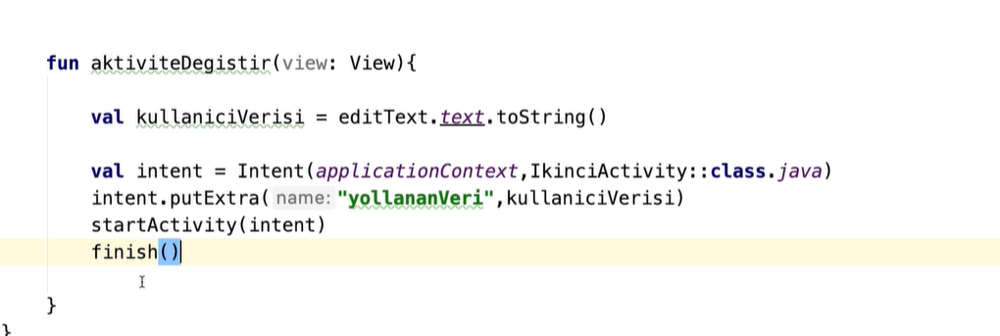 fun aktiviteDegistir(view: View){
val kullaniciVerisi = editText.text.toString()
val intent = Intent(applicationContext,IkinciActivity::class.java)
intent.putExtra( name: "yollananVeri",kullaniciVerisi)
startActivity(intent)
finish()
}
}